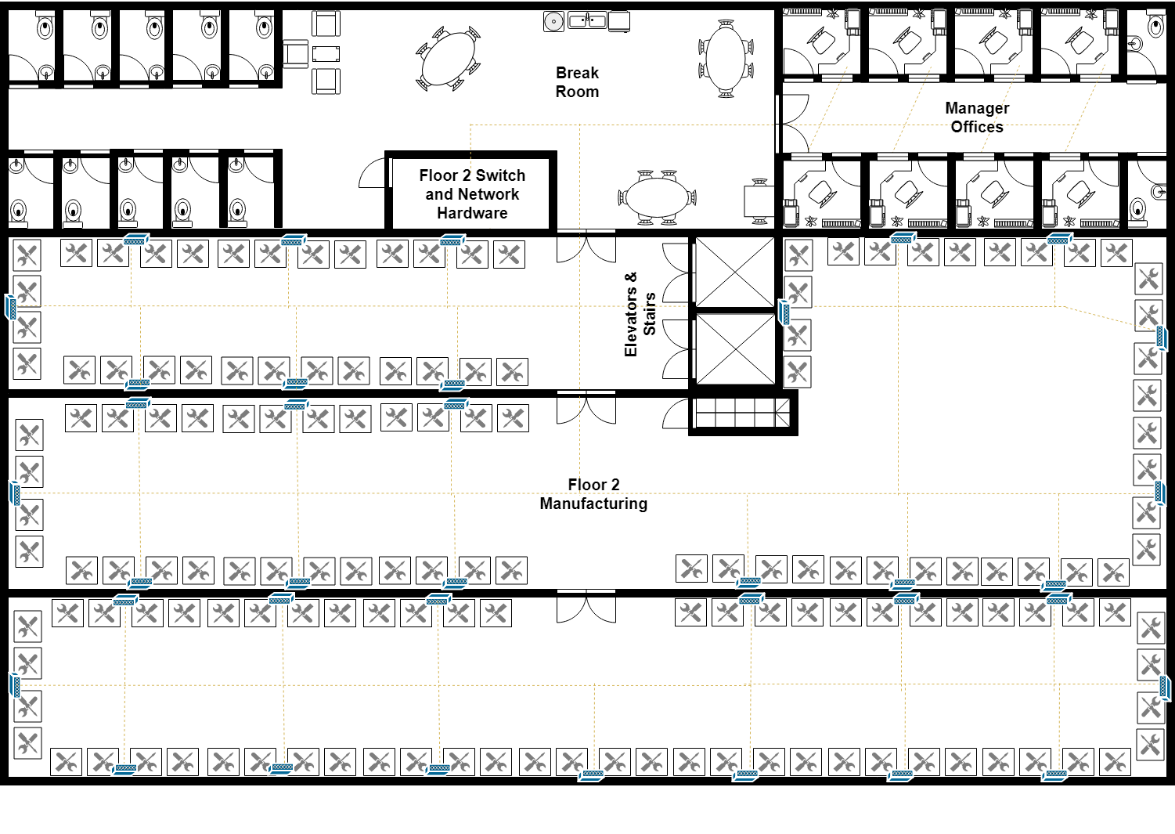 Break
Room
Manager
Offices
Floor 2 Switch
and Network
Hardware
Elevators &
Stairs
Floor 2
Manufacturing